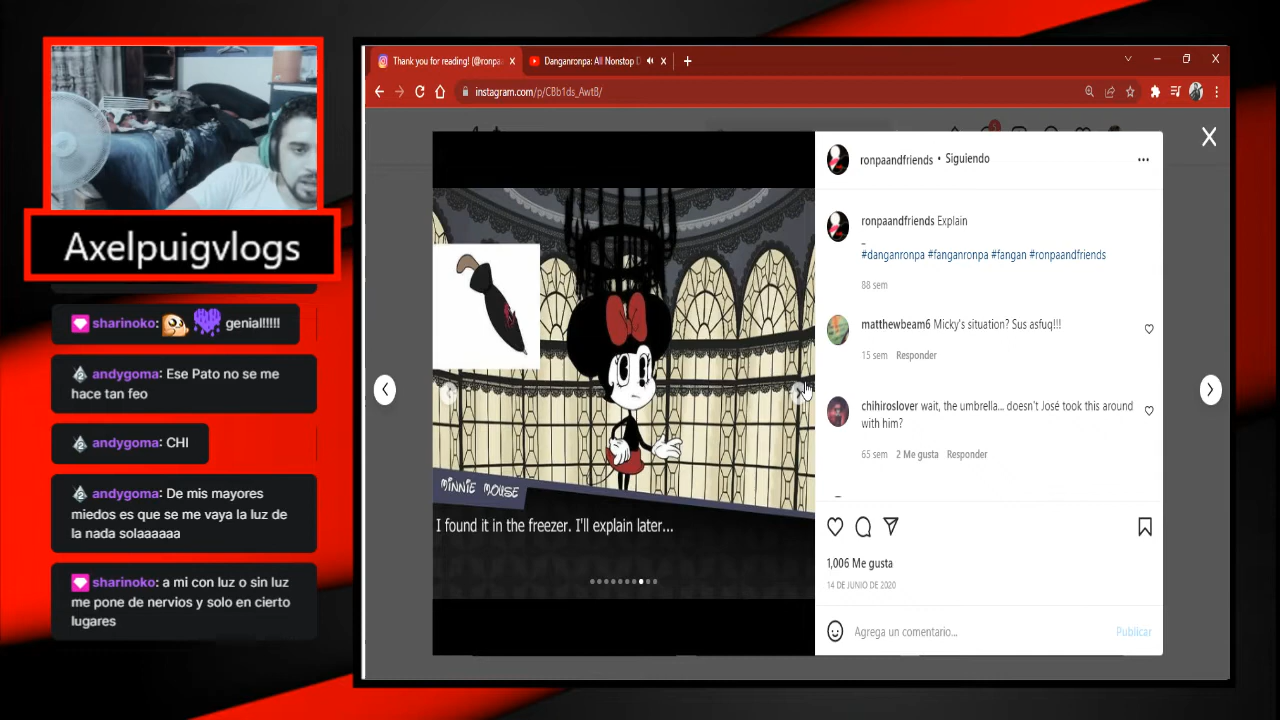 Axelpuigvlogs
sharinoko: genial!!!!!
andygoma: Ese Pato no se me
hace tan feo
andygoma: CHI
andygoma: De mis mayores
miedos es que se me vaya la luz de
la nada solaaaaaa
sharinoko: a mi con luz o sin luz
me pone de nervios y solo en cierto
lugares
Thank you for reading! (@ronpa
Danganronpa: All Nonstop D
instagram.com/p/CBb1ds_AwtB/
MINNIE MOUSE
I found it in the freezer. I'll explain later...
ronpaandfriends • Siguiendo
ronpaandfriends Explain
_
#danganronpa #fanganronpa #fangan #ronpaandfriends
88 sem
matthewbeam6 Micky's situation? Sus asfuq!!!
15 sem Responder
chihiroslover wait, the umbrella... doesn't José took this around
with him?
65 sem 2 Me gusta Responder
1,006 Me gusta
14 DE JUNIO DE 2020
Agrega un comentario...
Publicar